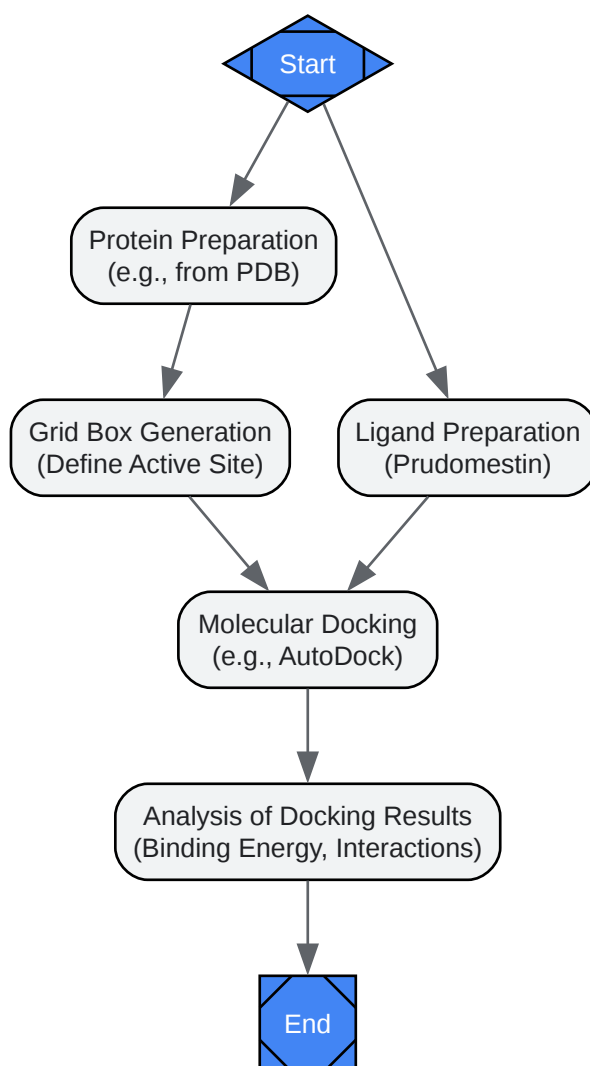 Start
Protein Preparation
(e.g., from PDB)
Grid Box Generation
(Define Active Site)
Ligand Preparation
(Prudomestin)
Molecular Docking
(e.g., AutoDock)
Analysis of Docking Results
(Binding Energy, Interactions)
End